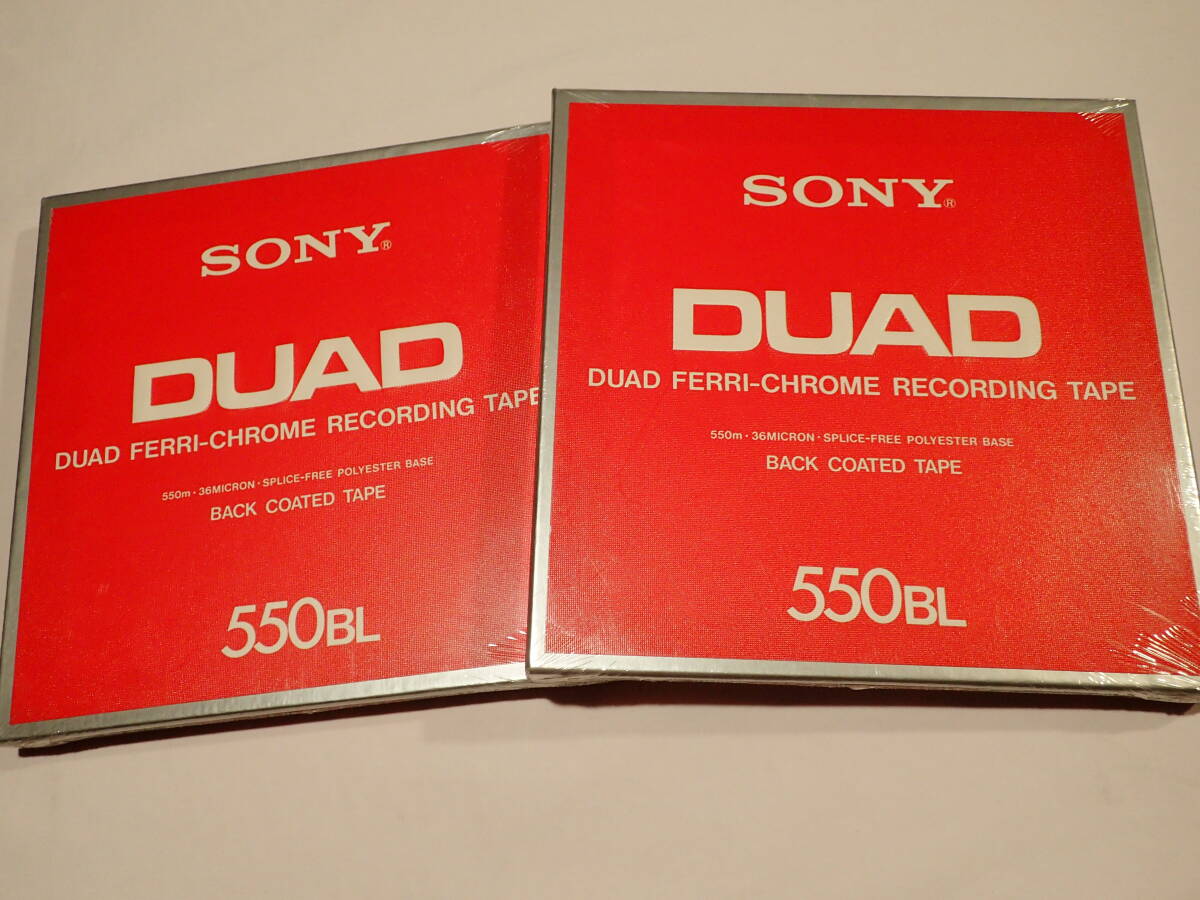 SONY®
DUAD
DUAD FERRI-CHROME RECORDING TAPE
550m · 36MICRON · SPLICE-FREE POLYESTER BASE
BACK COATED TAPE
550BL
SONY®
DUAD
DUAD FERRI-CHROME RECORDING TAPE
550m · 36MICRON · SPLICE-FREE POLYESTER BASE
BACK COATED TAPE
550BL